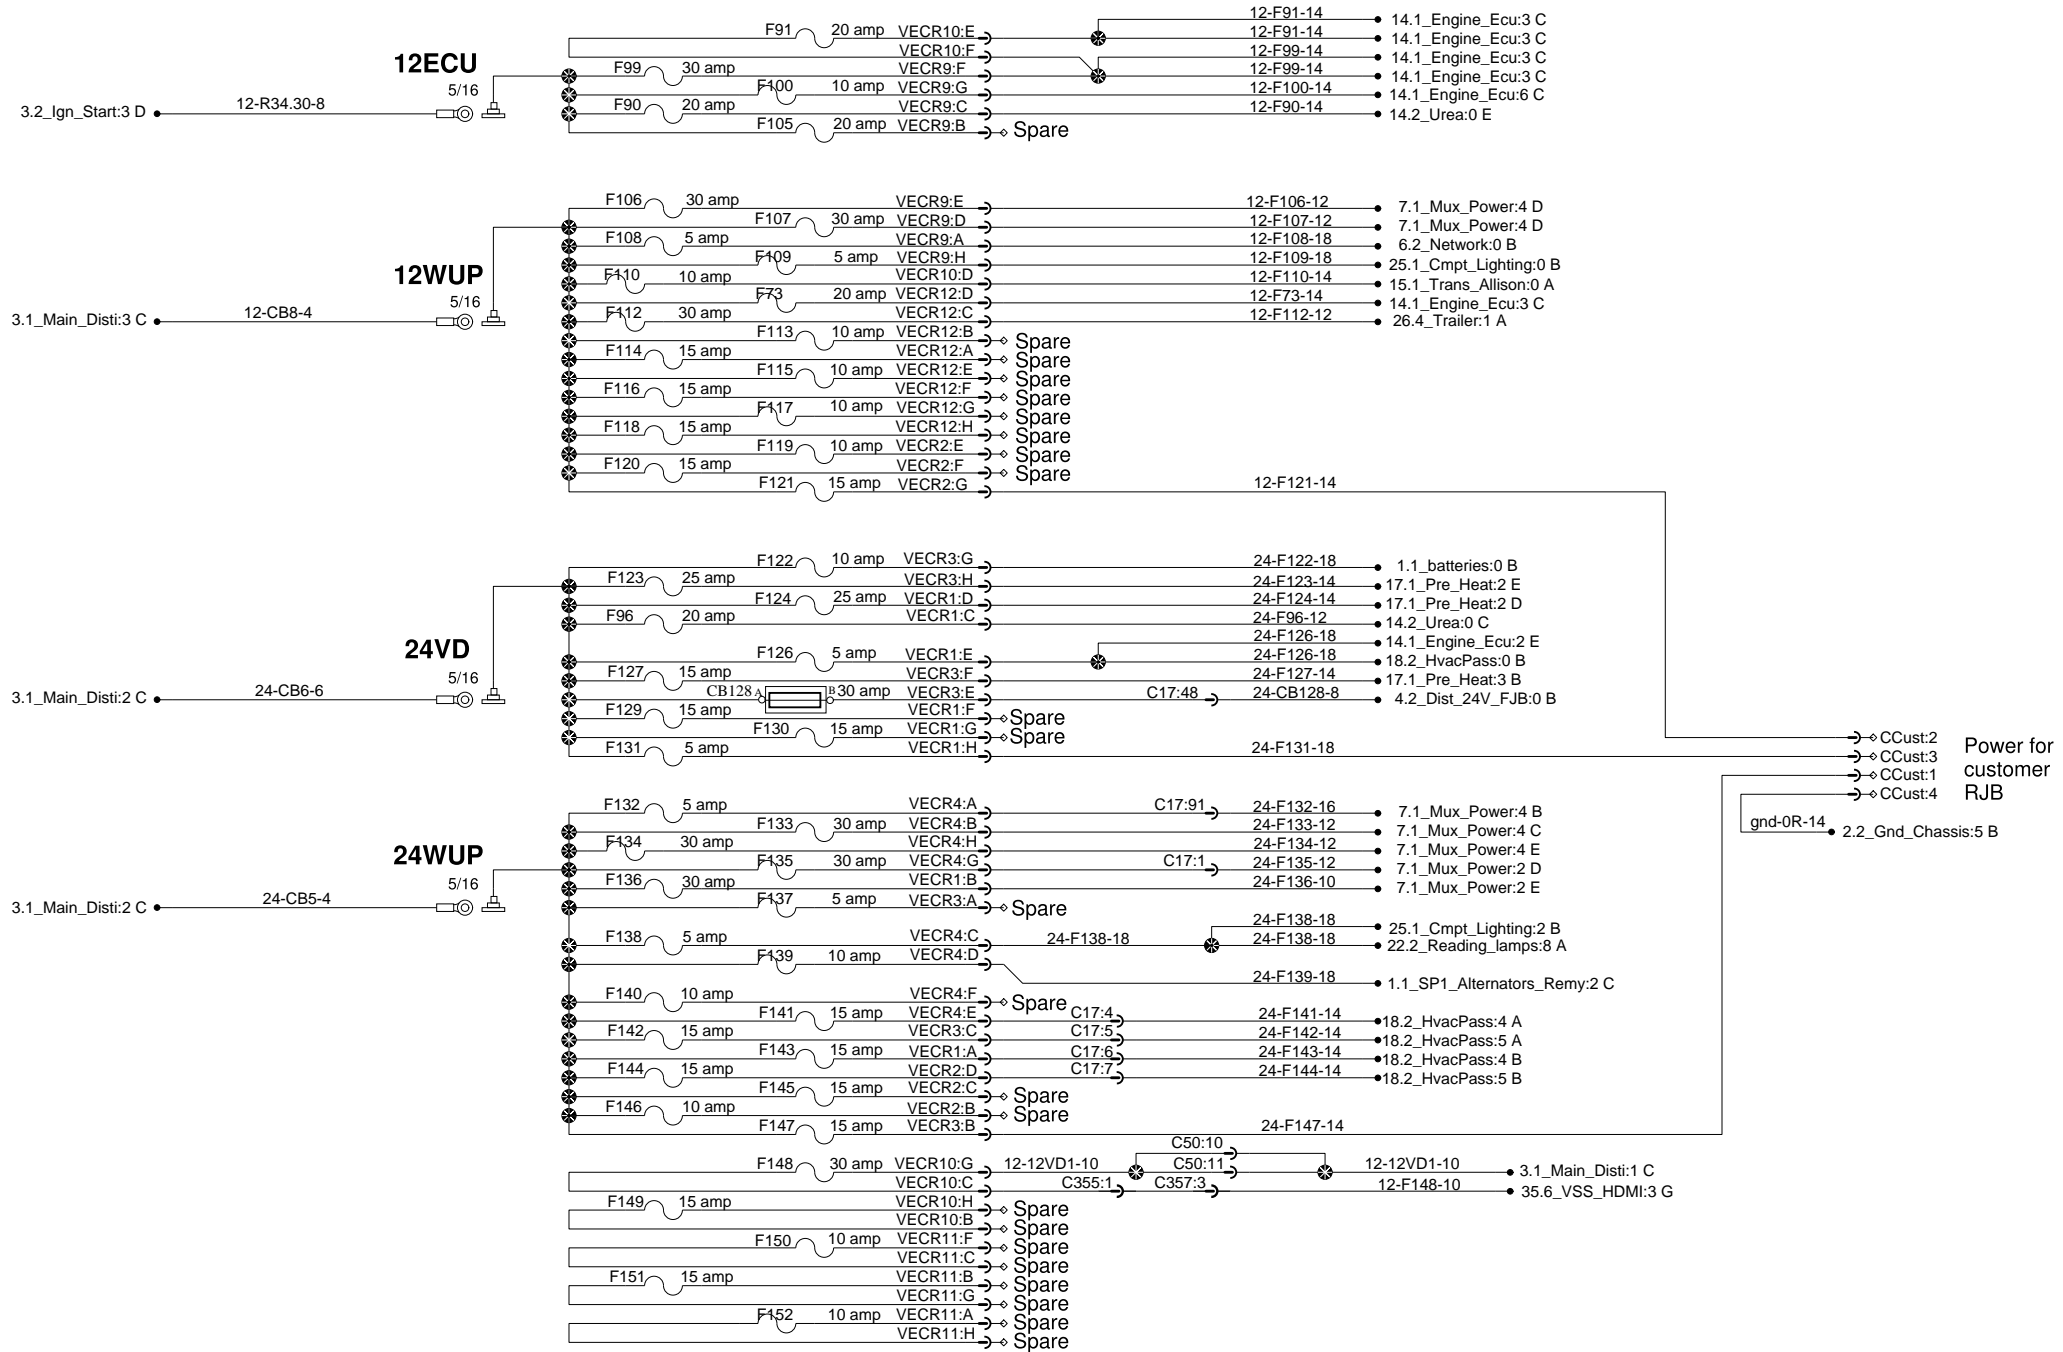 12-F91-14
14.1_Engine_Ecu:3 C
F91 20 amp VECR10:E 12-F91-14 14.1_Engine_Ecu:3 C
VECR10:F 12-F99-14 14.1_Engine_Ecu:3 C
12ECU F99 30 amp VECR9:F 12-F99-14 14.1_Engine_Ecu:3 C
5/16 F100 10 amp VECR9:G 12-F100-14 14.1_Engine_Ecu:6 C
3.2_Ign_Start:3 D 12-R34.30-8 F90 20 amp VECR9:C 12-F90-14 14.2_Urea:0 E
F105 20 amp VECR9:B Spare
F106 30 amp VECR9:E 12-F106-12 7.1_Mux_Power:4 D
F107 30 amp VECR9:D 12-F107-12 7.1_Mux_Power:4 D
F108 5 amp VECR9:A 12-F108-18 6.2_Network:0 B
F109 5 amp VECR9:H 12-F109-18 25.1_Cmpt_Lighting:0 B
12WUP F110 10 amp VECR10:D 12-F110-14 15.1_Trans_Allison:0 A
5/16 F73 20 amp VECR12:D 12-F73-14 14.1_Engine_Ecu:3 C
3.1_Main_Disti:3 C 12-CB8-4 F112 30 amp VECR12:C 12-F112-12 26.4_Trailer:1 A
F113 10 amp VECR12:B Spare
F114 15 amp VECR12:A Spare
F115 10 amp VECR12:E Spare
F116 15 amp VECR12:F Spare
F117 10 amp VECR12:G Spare
F118 15 amp VECR12:H Spare
F119 10 amp VECR2:E Spare
F120 15 amp VECR2:F Spare
F121 15 amp VECR2:G 12-F121-14
F122 10 amp VECR3:G 24-F122-18 1.1_batteries:0 B
F123 25 amp VECR3:H 24-F123-14 17.1_Pre_Heat:2 E
F124 25 amp VECR1:D 24-F124-14 17.1_Pre_Heat:2 D
F96 20 amp VECR1:C 24-F96-12 14.2_Urea:0 C
24-F126-18 14.1_Engine_Ecu:2 E
24VD F126 5 amp VECR1:E 24-F126-18 18.2_HvacPass:0 B
5/16 F127 15 amp VECR3:F 24-F127-14 17.1_Pre_Heat:3 B
3.1_Main_Disti:2 C 24-CB6-6 CB128 A B 30 amp VECR3:E C17:48 24-CB128-8 4.2_Dist_24V_FJB:0 B
F129 15 amp VECR1:F Spare
F130 15 amp VECR1:G Spare
F131 5 amp VECR1:H 24-F131-18
CCust:2
CCust:3
CCust:1
CCust:4
Power for
customer
RJB
gnd-0R-14 2.2_Gnd_Chassis:5 B
F132 5 amp VECR4:A C17:91 24-F132-16 7.1_Mux_Power:4 B
F133 30 amp VECR4:B 24-F133-12 7.1_Mux_Power:4 C
24WUP F134 30 amp VECR4:H 24-F134-12 7.1_Mux_Power:4 E
F135 30 amp VECR4:G C17:1 24-F135-12 7.1_Mux_Power:2 D
5/16 F136 30 amp VECR1:B 24-F136-10 7.1_Mux_Power:2 E
3.1_Main_Disti:2 C 24-CB5-4 F137 5 amp VECR3:A Spare
24-F138-18 25.1_Cmpt_Lighting:2 B
F138 5 amp VECR4:C 24-F138-18 24-F138-18 22.2_Reading_lamps:8 A
F139 10 amp VECR4:D
24-F139-18 1.1_SP1_Alternators_Remy:2 C
F140 10 amp VECR4:F Spare
F141 15 amp VECR4:E C17:4 24-F141-14 18.2_HvacPass:4 A
F142 15 amp VECR3:C C17:5 24-F142-14 18.2_HvacPass:5 A
F143 15 amp VECR1:A C17:6 24-F143-14 18.2_HvacPass:4 B
F144 15 amp VECR2:D C17:7 24-F144-14 18.2_HvacPass:5 B
F145 15 amp VECR2:C Spare
F146 10 amp VECR2:B Spare
F147 15 amp VECR3:B 24-F147-14
C50:10
F148 30 amp VECR10:G 12-12VD1-10 C50:11 12-12VD1-10 3.1_Main_Disti:1 C
VECR10:C C355:1 C357:3 12-F148-10 35.6_VSS_HDMI:3 G
F149 15 amp VECR10:H Spare
VECR10:B Spare
F150 10 amp VECR11:F Spare
VECR11:C Spare
F151 15 amp VECR11:B Spare
VECR11:G Spare
F152 10 amp VECR11:A Spare
VECR11:H Spare